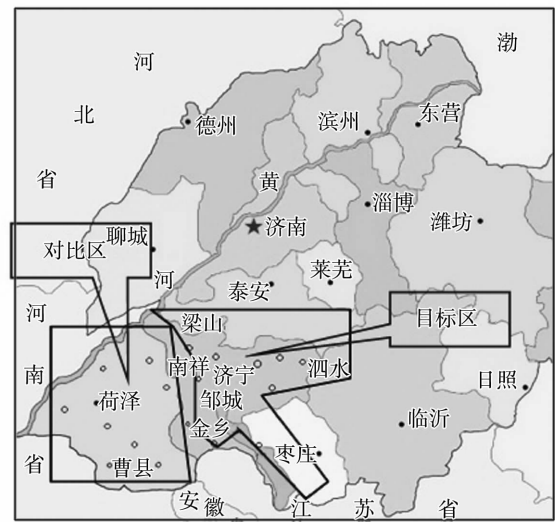 渤
河
北
省
德州
滨州
东营
黄
淄博
济南
潍坊
聊城
对比区
莱芜
泰安
河
河
梁山
目标区
南祥
济宁
泗水
南
日照
荷泽
邹城
金乡
临沂
省
曹县
枣庄
安徽
江
苏
省